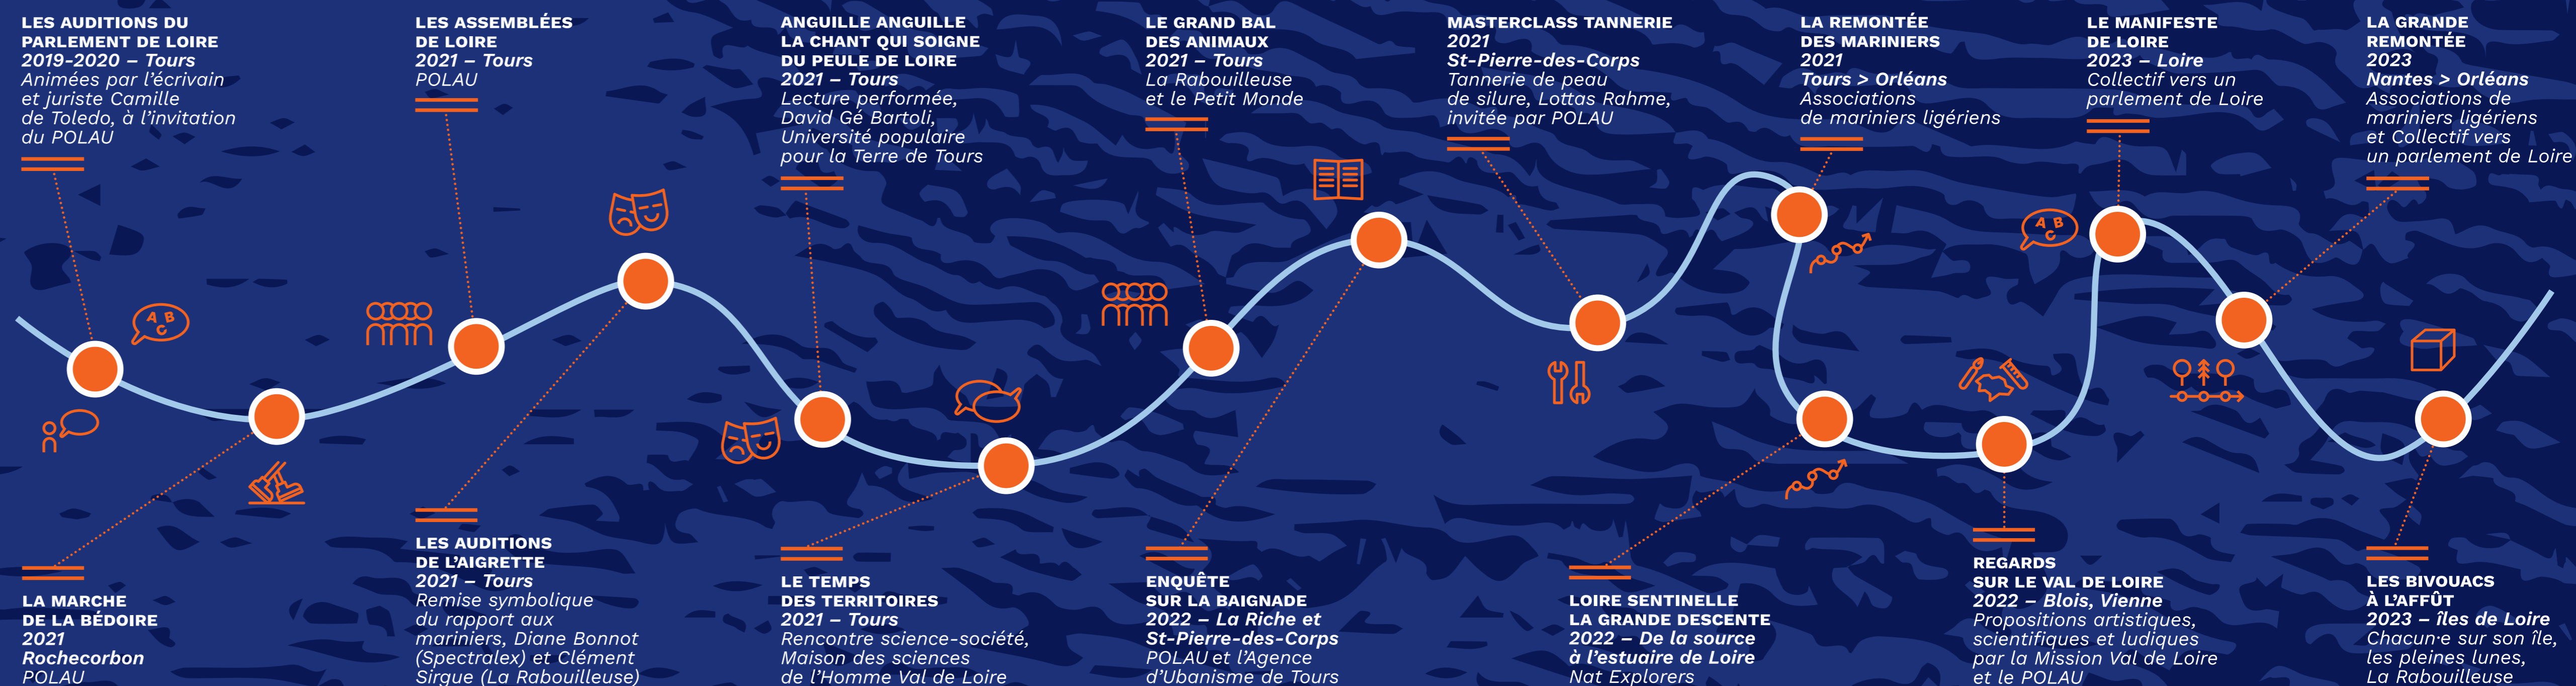 LES AUDITIONS DU
PARLEMENT DE LOIRE
2019-2020 – Tours
Animées par l'écrivain
et juriste Camille
de Toledo, à l'invitation
du POLAU
LES ASSEMBLÉES
DE LOIRE
2021 – Tours
POLAU
ANGUILLE ANGUILLE
LA CHANT QUI SOIGNE
DU PEULE DE LOIRE
2021 – Tours
Lecture performée,
David Gé Bartoli,
Université populaire
pour la Terre de Tours
LE GRAND BAL
DES ANIMAUX
2021 – Tours
La Rabouilleuse
et le Petit Monde
MASTERCLASS TANNERIE
2021
St-Pierre-des-Corps
Tannerie de peau
de silure, Lottas Rahme,
invitée par POLAU
LA REMONTÉE
DES MARINIERS
2021
Tours > Orléans
Associations
de mariniers ligériens
LE MANIFESTE
DE LOIRE
2023 – Loire
Collectif vers un
parlement de Loire
LA GRANDE
REMONTÉE
2023
Nantes > Orléans
Associations de
mariniers ligériens
et Collectif vers
un parlement de Loire
A B
C
A B
C
LA MARCHE
DE LA BÉDOIRE
2021
Rochecorbon
POLAU
LES AUDITIONS
DE L'AIGRETTE
2021 – Tours
Remise symbolique
du rapport aux
mariniers, Diane Bonnot
(Spectralex) et Clément
Sirgue (La Rabouilleuse)
LE TEMPS
DES TERRITOIRES
2021 – Tours
Rencontre science-société,
Maison des sciences
de l'Homme Val de Loire
ENQUÊTE
SUR LA BAIGNADE
2022 – La Riche et
St-Pierre-des-Corps
POLAU et l'Agence
d'Ubanisme de Tours
LOIRE SENTINELLE
LA GRANDE DESCENTE
2022 – De la source
à l'estuaire de Loire
Nat Explorers
REGARDS
SUR LE VAL DE LOIRE
2022 – Blois, Vienne
Propositions artistiques,
scientifiques et ludiques
par la Mission Val de Loire
et le POLAU
LES BIVOUACS
À L'AFFÛT
2023 – îles de Loire
Chacun·e sur son île,
les pleines lunes,
La Rabouilleuse